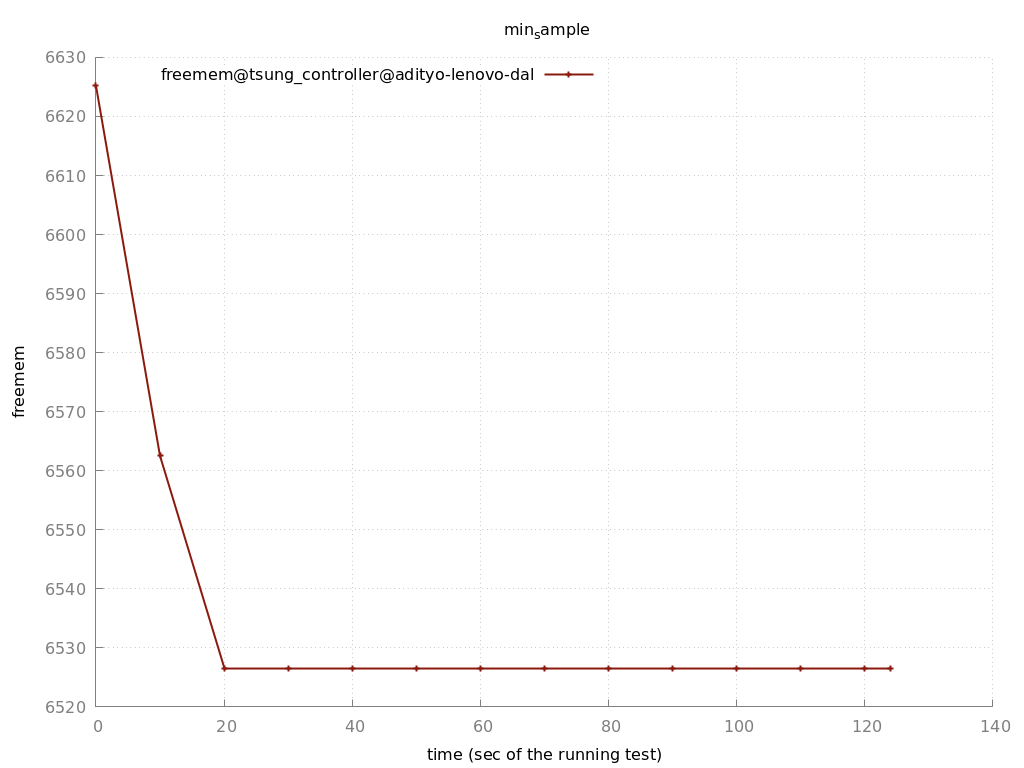 min_sample
freemem@tsung_controller@adityo-lenovo-dal
6630
6620
6610
6600
6590
6580
6570
6560
6550
6540
6530
6520
freemem
0 20 40 60 80 100 120 140
time (sec of the running test)